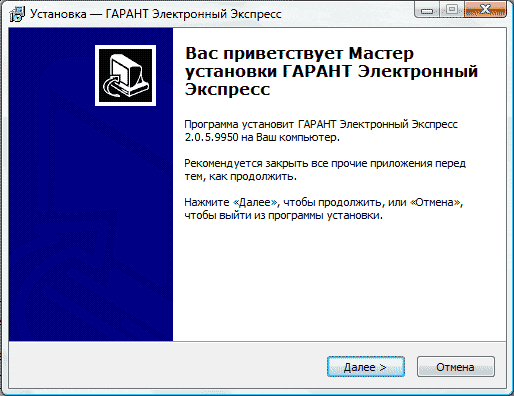 Установка — ГАРАНТ Электронный Экспресс
Вас приветствует Мастер
установки ГАРАНТ Электронный
Экспресс
Программа установит ГАРАНТ Электронный Экспресс
2.0.5.9950 на Ваш компьютер.
Рекомендуется закрыть все прочие приложения перед
тем, как продолжить.
Нажмите «Далее», чтобы продолжить, или «Отмена»,
чтобы выйти из программы установки.
Далее >
Отмена